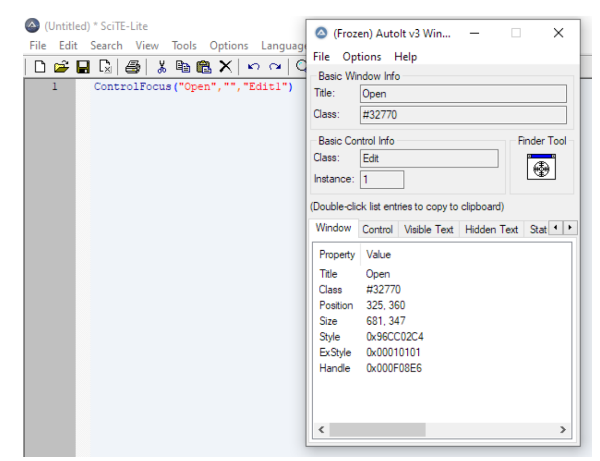 (Untitled) * SciTE-Lite
File Edit Search View Tools Options Languag
1 ControlFocus("Open","","Edit1")
(Frozen) AutoIt v3 Win...
File Options Help
Basic Window Info
Title: Open
Class: #32770
Basic Control Info
Finder Tool
Class: Edit
Instance: 1
(Double-click list entries to copy to clipboard)
Window Control Visible Text Hidden Text Stat
Property Value
Title Open
Class #32770
Position 325, 360
Size 681, 347
Style 0x96CC02C4
ExStyle 0x00010101
Handle 0x000F08E6